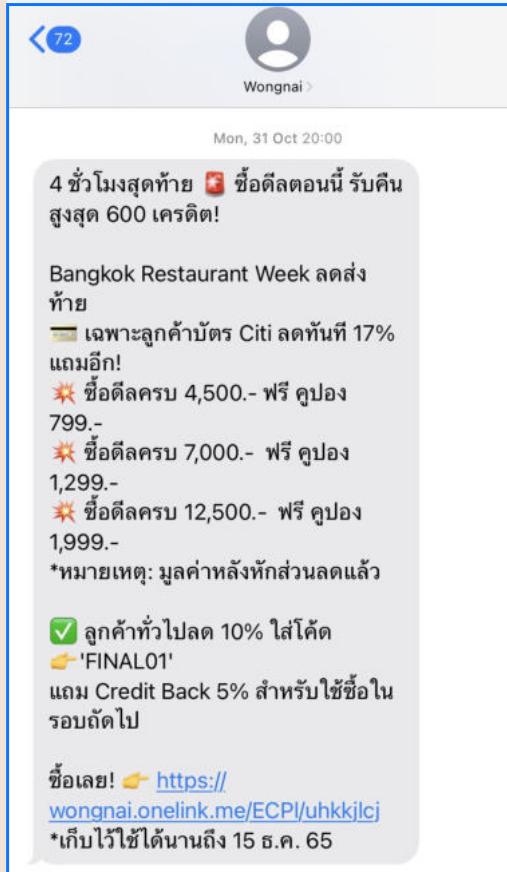 72
Wongnai
Mon, 31 Oct 20:00
4 ชั่วโมงสุดท้าย 🚨 ซื้อดีลตอนนี้ รับคืน
สูงสุด 600 เครดิต!
Bangkok Restaurant Week ลดส่ง
ท้าย
💳 เฉพาะลูกค้าบัตร Citi ลดทันที 17%
แถมอีก!
💥 ซื้อดีลครบ 4,500.- ฟรี คูปอง
799.-
💥 ซื้อดีลครบ 7,000.- ฟรี คูปอง
1,299.-
💥 ซื้อดีลครบ 12,500.- ฟรี คูปอง
1,999.-
*หมายเหตุ: มูลค่าหลังหักส่วนลดแล้ว
✅ ลูกค้าทั่วไปลด 10% ใส่โค้ด
👉'FINAL01'
แถม Credit Back 5% สำหรับใช้ซื้อใน
รอบถัดไป
ซื้อเลย! 👉 https://
wongnai.onelink.me/ECPI/uhkkjlcj
*เก็บไว้ใช้ได้นานถึง 15 ธ.ค. 65